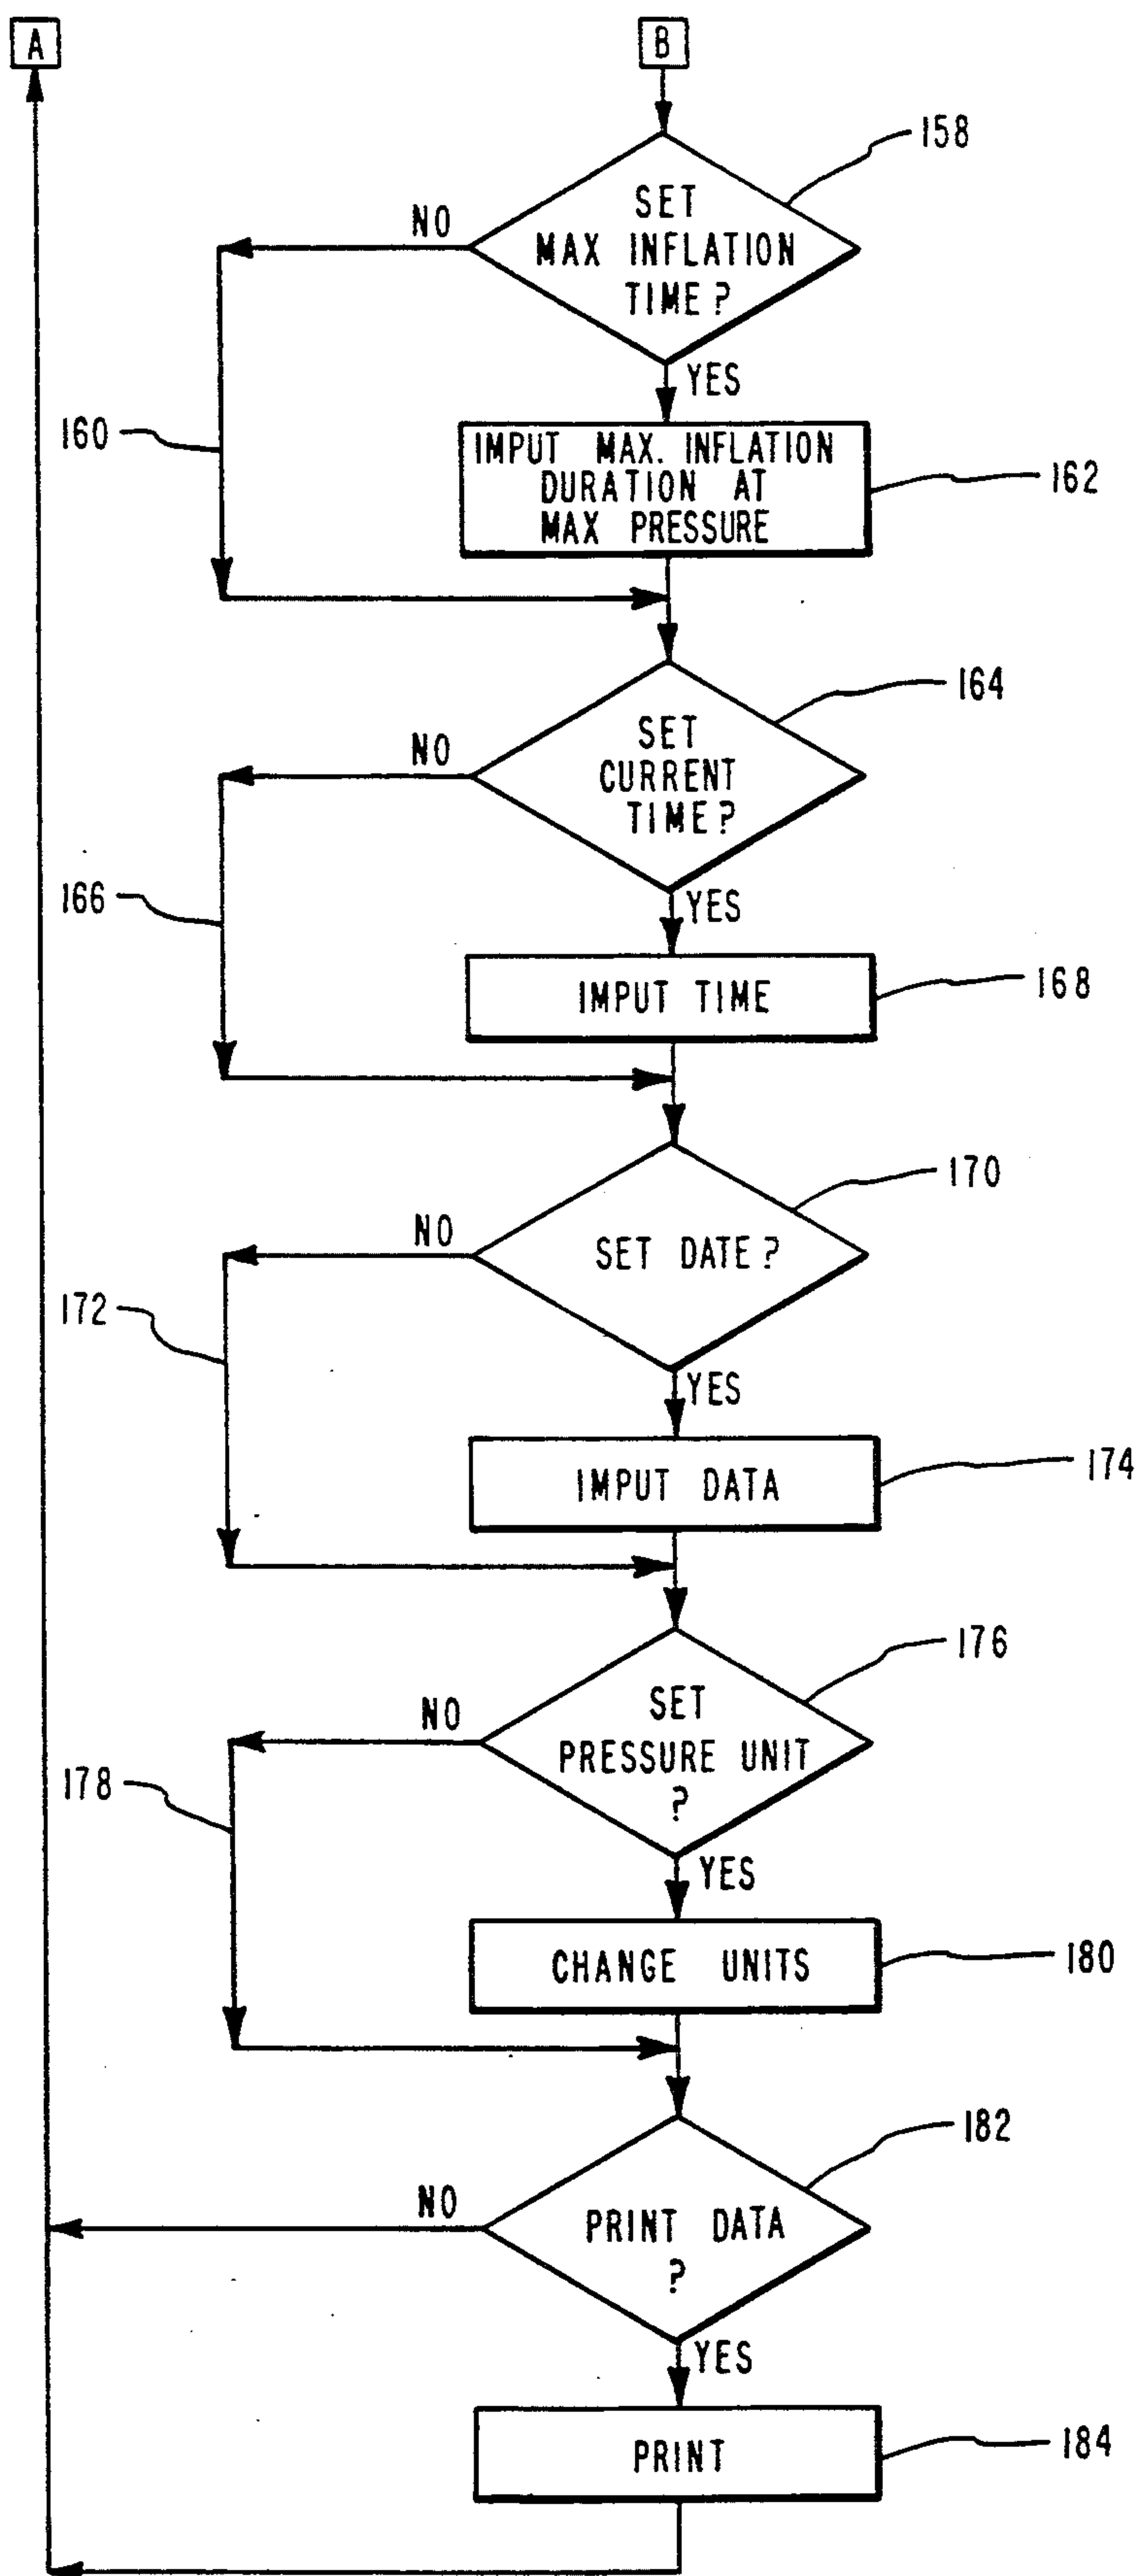 A
B
158
SET
MAX INFLATION
TIME?
NO
YES
160
IMPUT MAX. INFLATION
DURATION AT
MAX PRESSURE
162
164
SET
CURRENT
TIME?
NO
YES
166
IMPUT TIME
168
170
SET DATE?
NO
YES
172
IMPUT DATA
174
176
SET
PRESSURE UNIT
?
NO
YES
178
CHANGE UNITS
180
182
PRINT DATA
?
NO
YES
PRINT
184